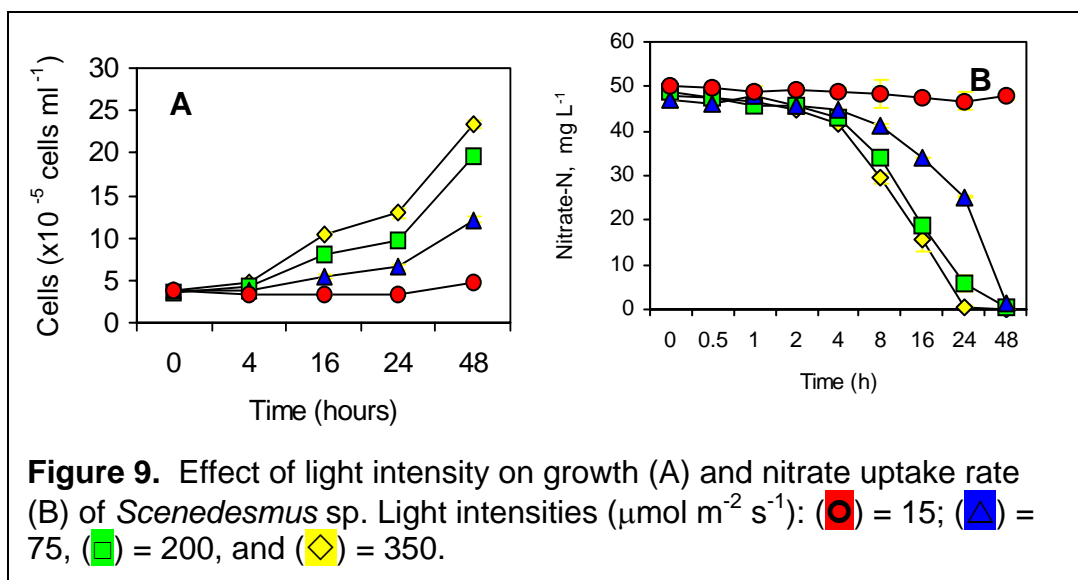 A
30
25
20
15
10
5
0
Cells (x10⁻⁵ cells ml⁻¹)
0 4 16 24 48
Time (hours)
B
60
50
40
30
20
10
0
Nitrate-N, mg L⁻¹
0 0.5 1 2 4 8 16 24 48
Time (h)
Figure 9. Effect of light intensity on growth (A) and nitrate uptake rate
(B) of Scenedesmus sp. Light intensities (μmol m⁻² s⁻¹): (○) = 15; (△) =
75, (□) = 200, and (◇) = 350.